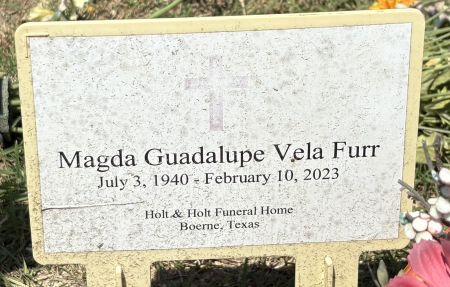 Magda Guadalupe Vela Furr
July 3, 1940 - February 10, 2023
Holt & Holt Funeral Home
Boerne, Texas